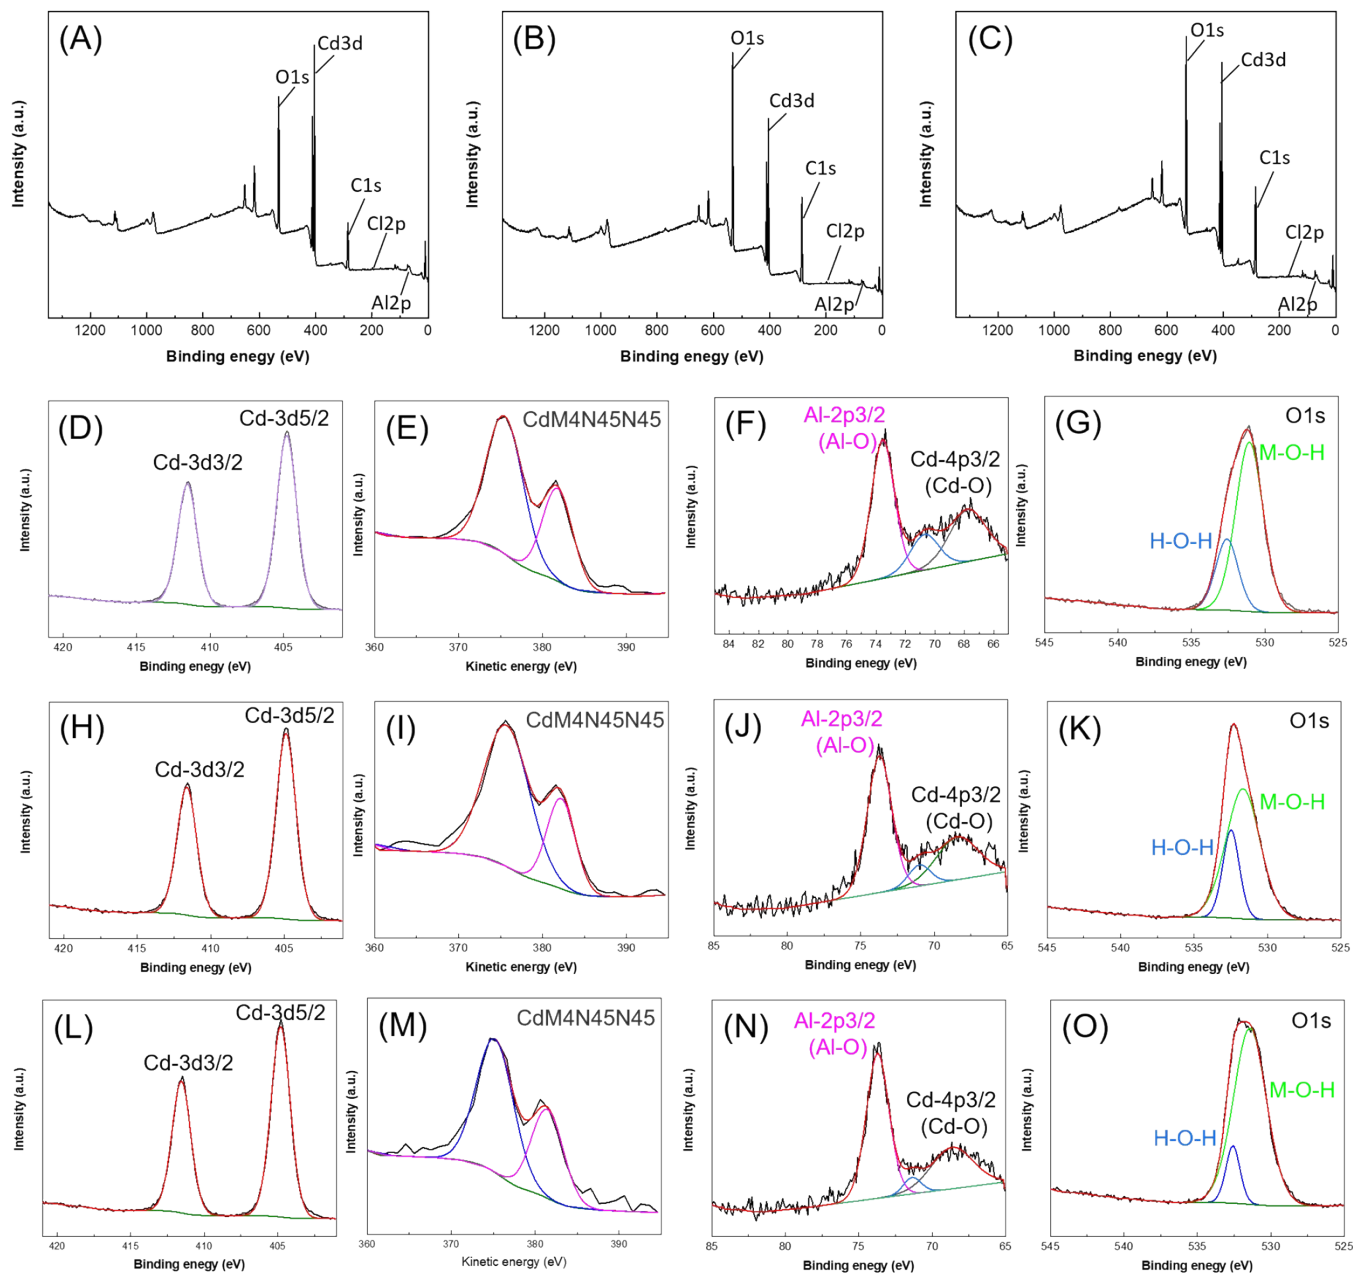 (A)
Cd3d
O1s
C1s
Cl2p
Al2p
Intensity (a.u.)
1200 1000 800 600 400 200 0
Binding enegy (eV)
(B)
O1s
Cd3d
C1s
Cl2p
Al2p
Intensity (a.u.)
1200 1000 800 600 400 200 0
Binding enegy (eV)
(C)
O1s
Cd3d
C1s
Cl2p
Al2p
Intensity (a.u.)
1200 1000 800 600 400 200 0
Binding enegy (eV)
(D)
Cd-3d5/2
Cd-3d3/2
Intensity (a.u.)
420 415 410 405
Binding enegy (eV)
(E)
CdM4N45N45
Intensity (a.u.)
360 370 380 390
Kinetic energy (eV)
(F)
Al-2p3/2
(Al-O)
Cd-4p3/2
(Cd-O)
Intensity (a.u.)
84 82 80 78 76 74 72 70 68 66
Binding enegy (eV)
(G)
O1s
M-O-H
H-O-H
Intensity (a.u.)
545 540 535 530 525
Binding enegy (eV)
(H)
Cd-3d5/2
Cd-3d3/2
Intensity (a.u.)
420 415 410 405
Binding enegy (eV)
(I)
CdM4N45N45
Intensity (a.u.)
360 370 380 390
Kinetic energy (eV)
(J)
Al-2p3/2
(Al-O)
Cd-4p3/2
(Cd-O)
Intensity (a.u.)
85 80 75 70 65
Binding enegy (eV)
(K)
O1s
M-O-H
H-O-H
Intensity (a.u.)
545 540 535 530 525
Binding enegy (eV)
(L)
Cd-3d5/2
Cd-3d3/2
Intensity (a.u.)
420 415 410 405
Binding enegy (eV)
(M)
CdM4N45N45
Intensity (a.u.)
360 370 380 390
Kinetic energy (eV)
(N)
Al-2p3/2
(Al-O)
Cd-4p3/2
(Cd-O)
Intensity (a.u.)
85 80 75 70 65
Binding enegy (eV)
(O)
O1s
M-O-H
H-O-H
Intensity (a.u.)
545 540 535 530 525
Binding enegy (eV)